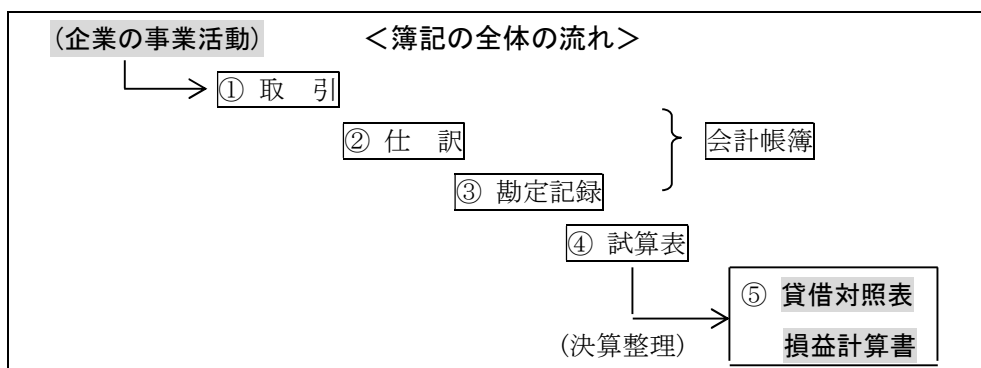 (企業の事業活動) <簿記の全体の流れ>
① 取 引
② 仕 訳 会計帳簿
③ 勘定記録
④ 試算表
⑤ 貸借対照表
(決算整理) 損益計算書